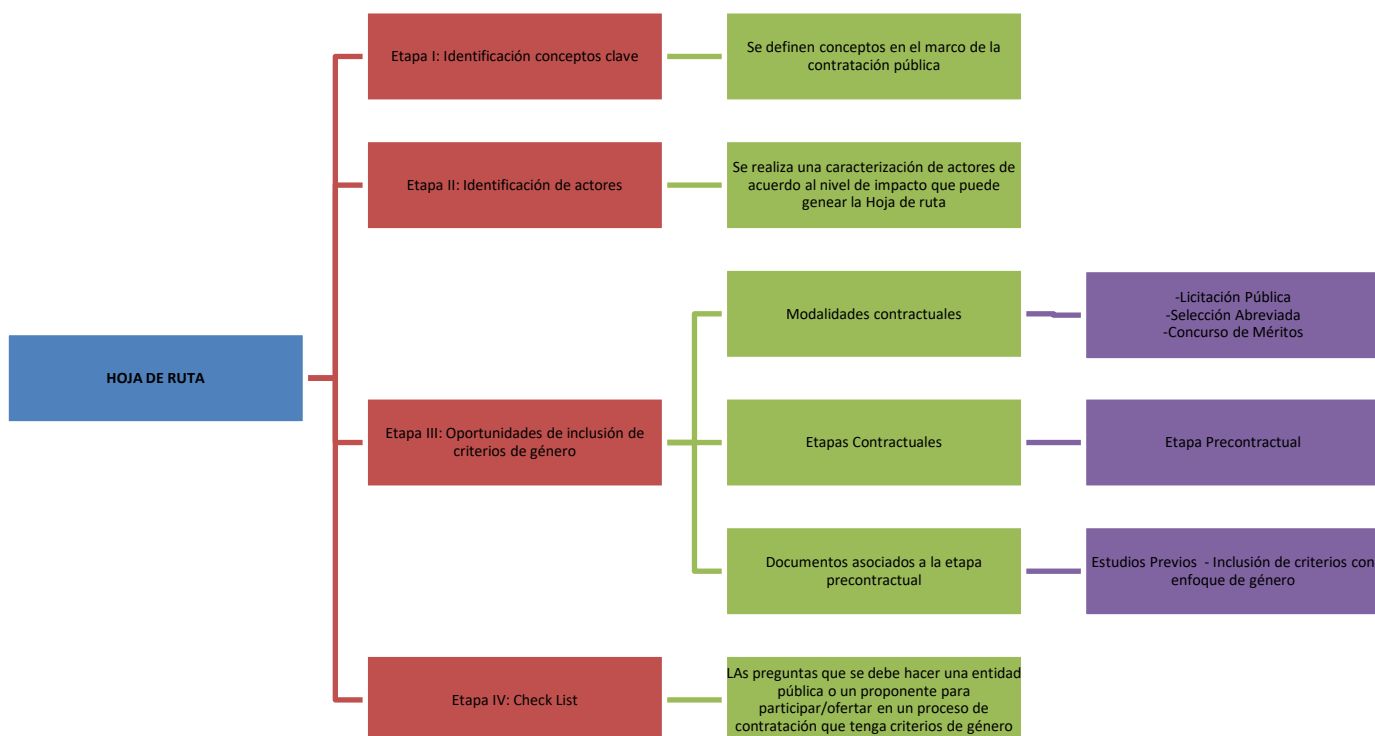 HOJA DE RUTA
Etapa I: Identificación conceptos clave
Se definen conceptos en el marco de la
contratación pública
Etapa II: Identificación de actores
Se realiza una caracterización de actores de
acuerdo al nivel de impacto que puede
genear la Hoja de ruta
Etapa III: Oportunidades de inclusión de
criterios de género
Modalidades contractuales
-Licitación Pública
-Selección Abreviada
-Concurso de Méritos
Etapas Contractuales
Etapa Precontractual
Documentos asociados a la etapa
precontractual
Estudios Previos - Inclusión de criterios con
enfoque de género
Etapa IV: Check List
LAs preguntas que se debe hacer una entidad
pública o un proponente para
participar/ofertar en un proceso de
contratación que tenga criterios de género